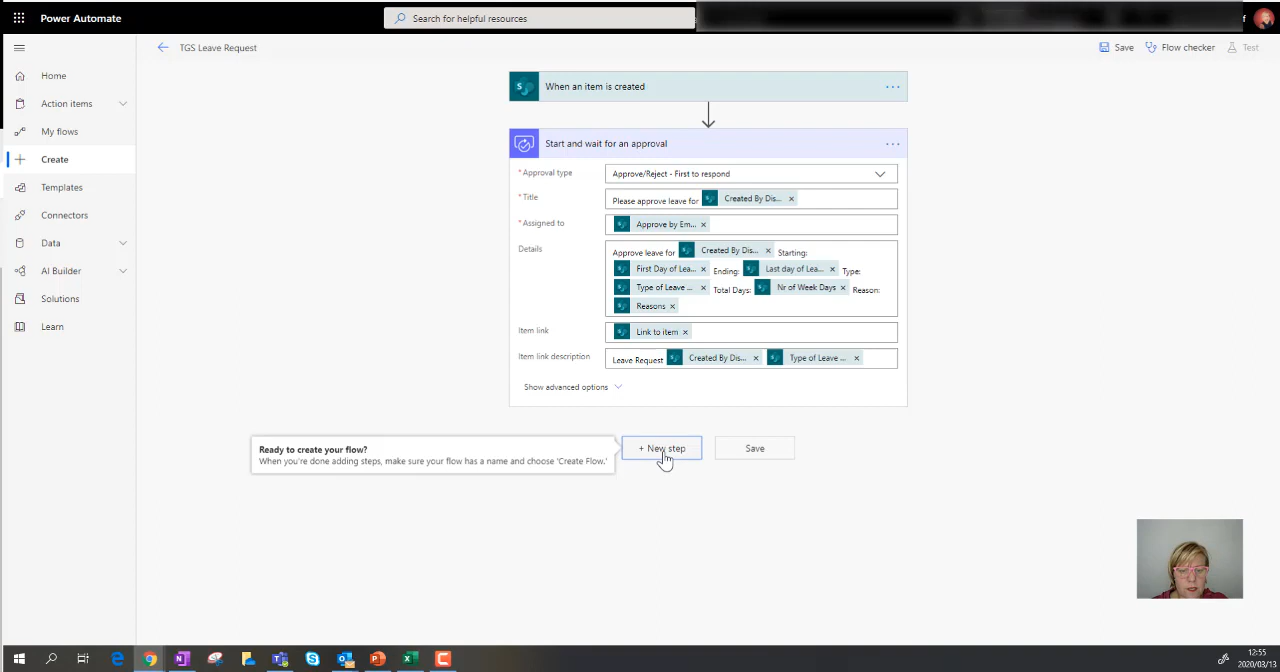 Power Automate
Search for helpful resources
TGS Leave Request
Save
Flow checker
Test
Home
Action items
My flows
Create
Templates
Connectors
Data
AI Builder
Solutions
Learn
When an item is created
Start and wait for an approval
* Approval type
Approve/Reject - First to respond
* Title
Please approve leave for Created By Dis... ×
* Assigned to
Approve by Em... ×
Details
Approve leave for Created By Dis... × Starting:
First Day of Lea... × Ending: Last day of Lea... × Type:
Type of Leave ... × Total Days: Nr of Week Days × Reason:
Reasons ×
Item link
Link to item ×
Item link description
Leave Request Created By Dis... × Type of Leave ... ×
Show advanced options
Ready to create your flow?
When you're done adding steps, make sure your flow has a name and choose 'Create Flow.'
+ New step
Save
12:55
2020/03/13